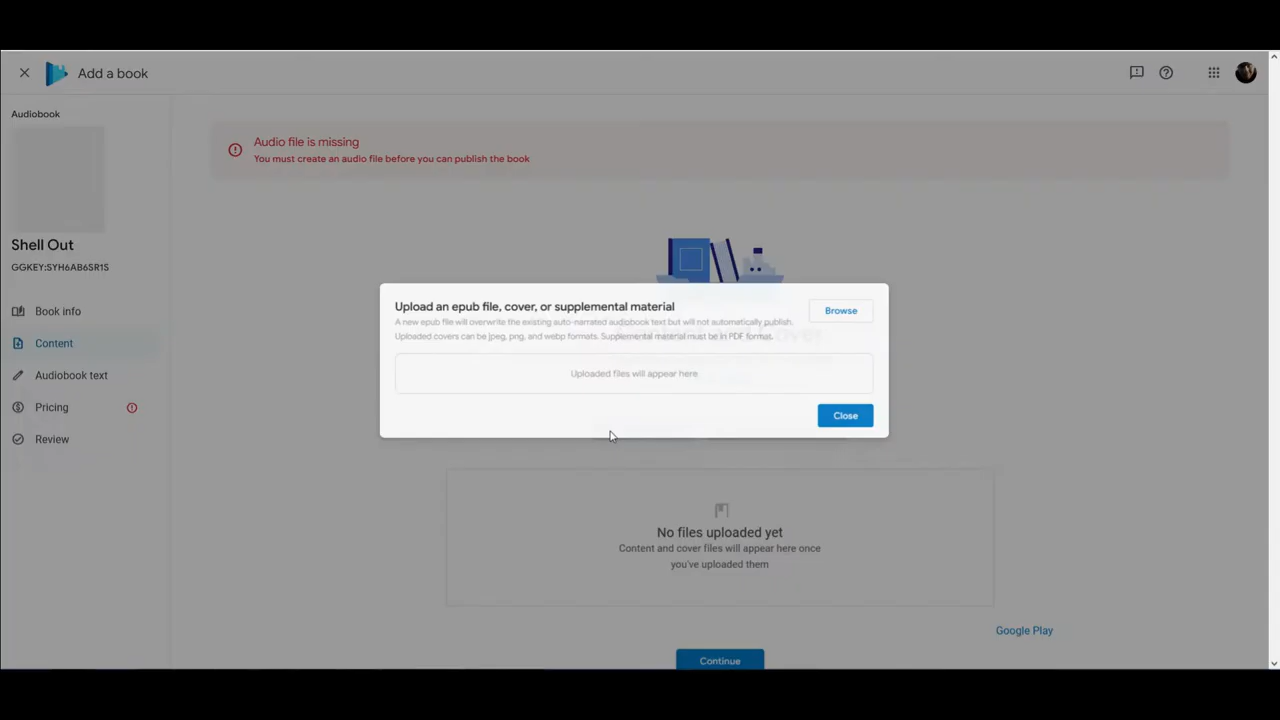 Add a book
Audiobook
Audio file is missing
You must create an audio file before you can publish the book
Shell Out
GGKEY:SYH6AB6SR1S
Book info
Content
Audiobook text
Pricing
Review
Upload an epub file, cover, or supplemental material
Browse
A new epub file will overwrite the existing auto-narrated audiobook text but will not automatically publish.
Uploaded covers can be jpeg, png, and webp formats. Supplemental material must be in PDF format.
Uploaded files will appear here
Close
No files uploaded yet
Content and cover files will appear here once
you've uploaded them
Google Play
Continue